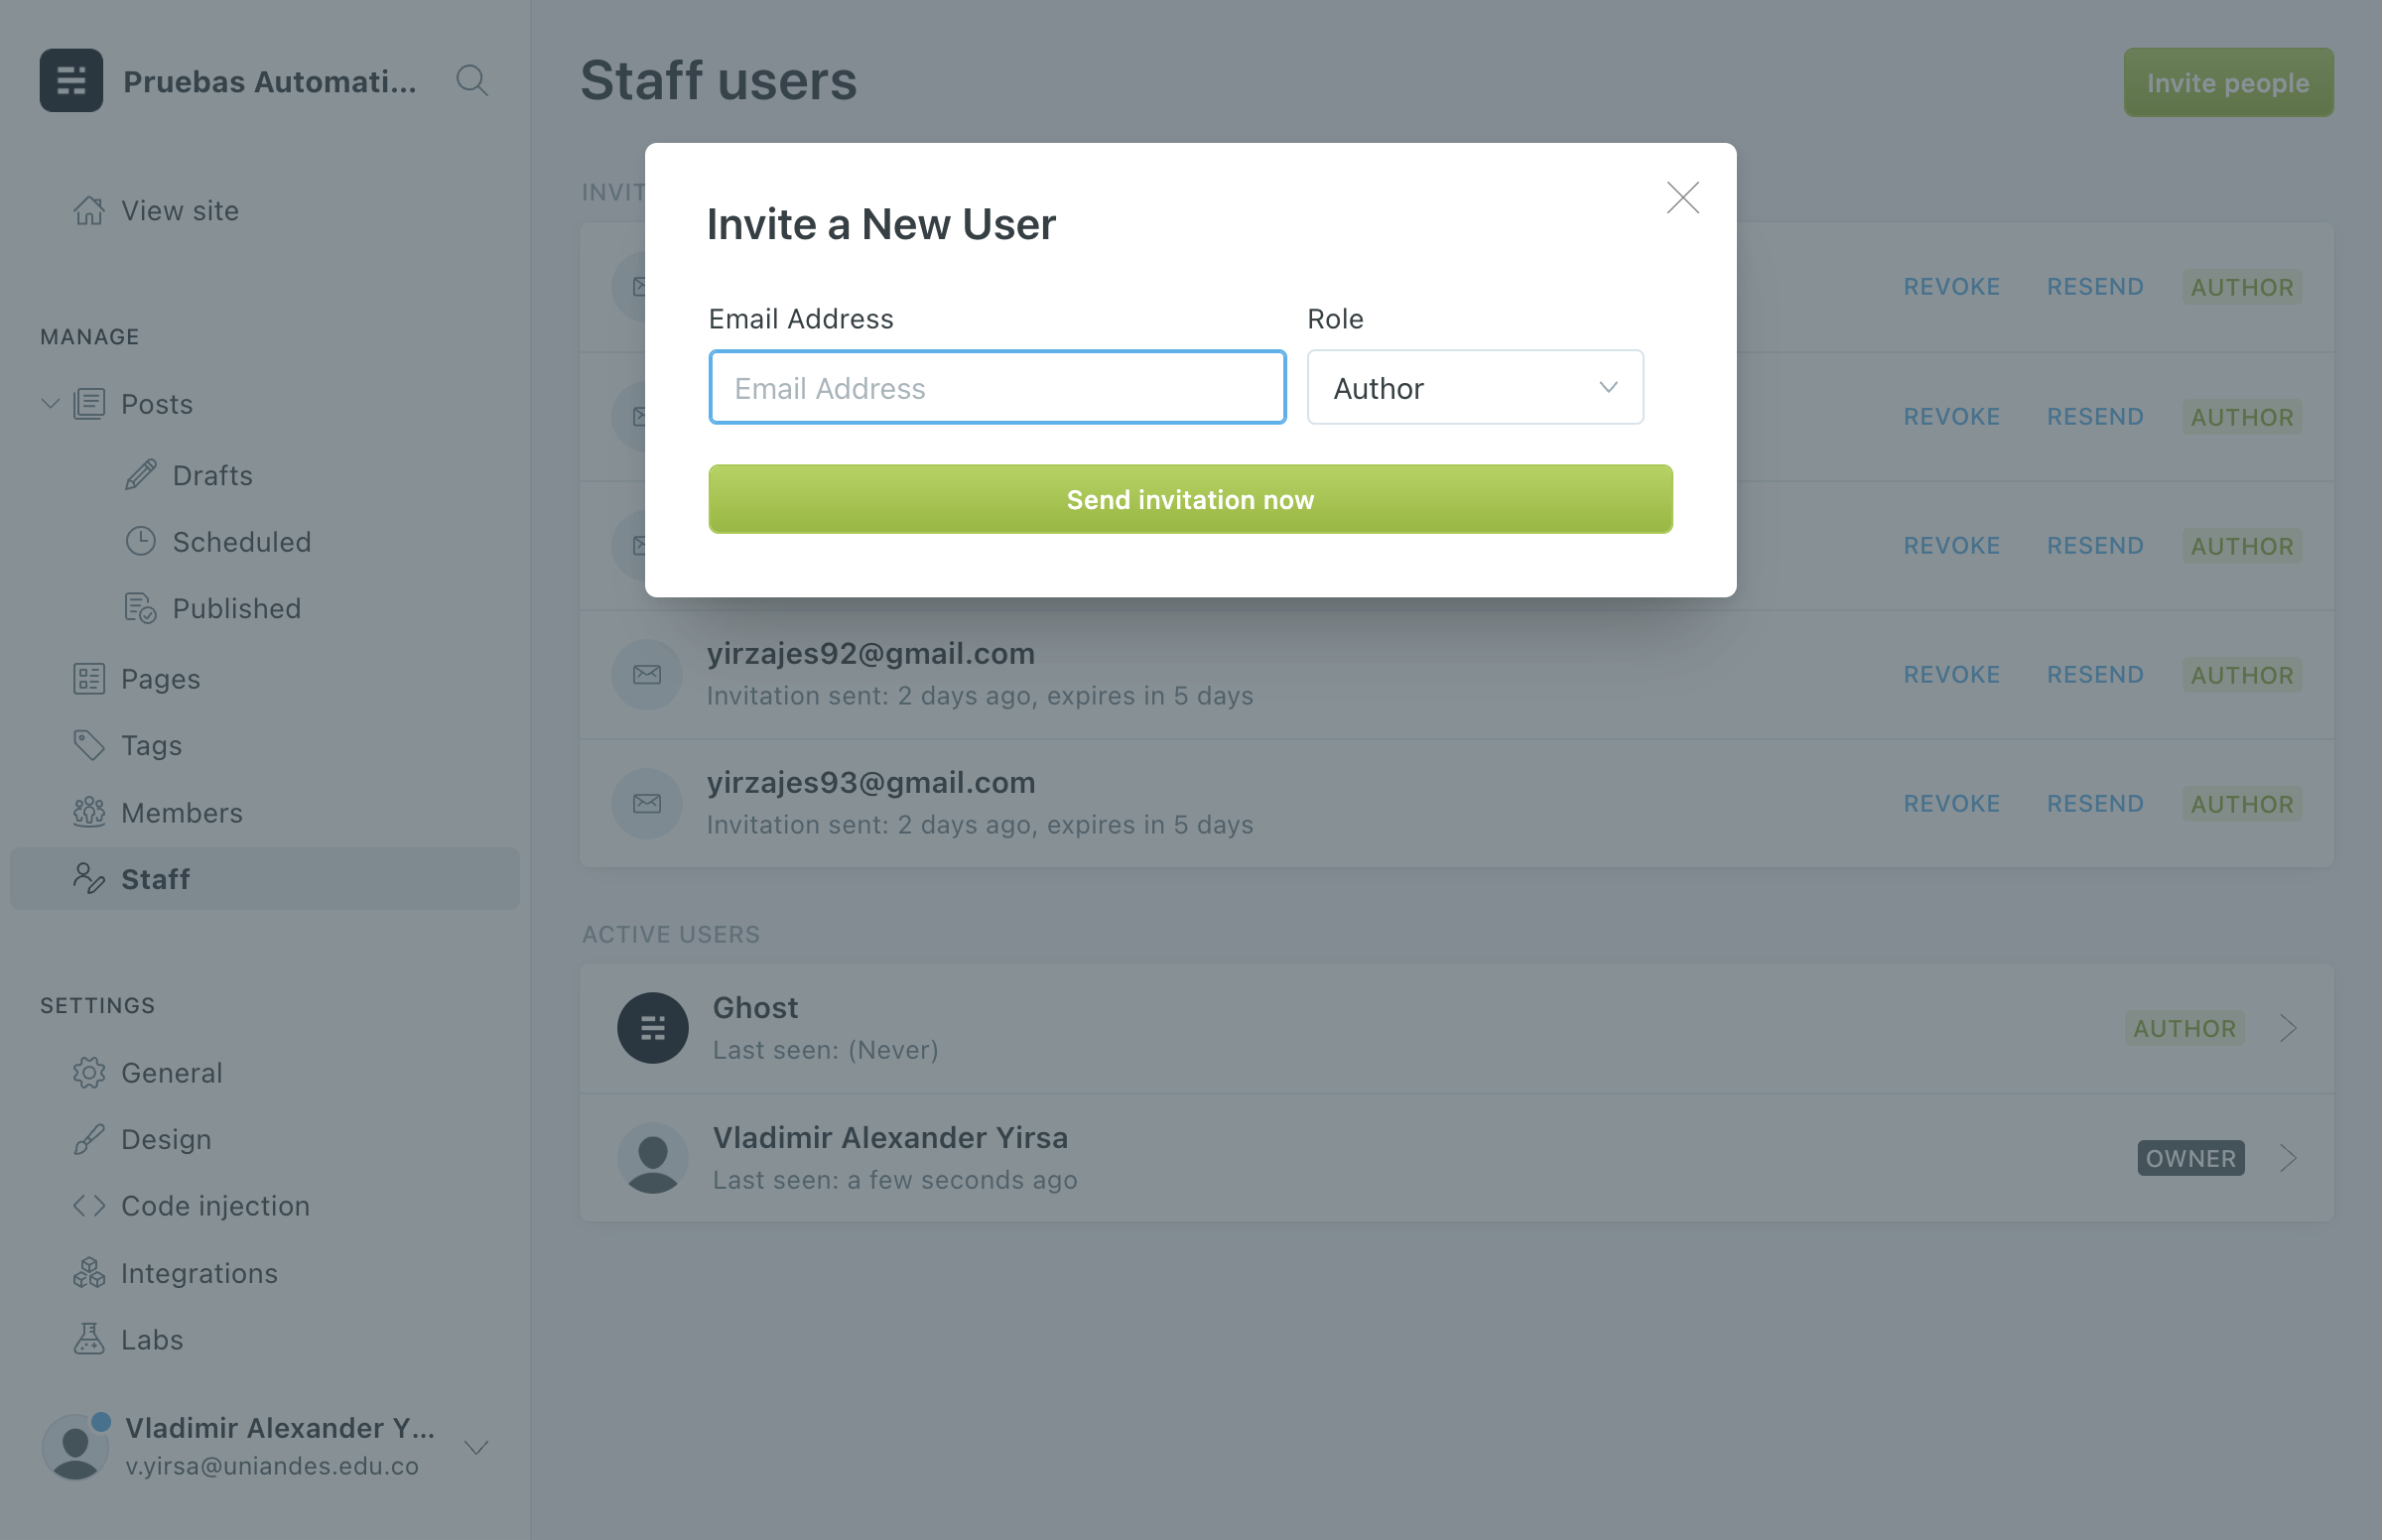 Pruebas Automati...
View site
MANAGE
Posts
Drafts
Scheduled
Published
Pages
Tags
Members
Staff
SETTINGS
General
Design
Code injection
Integrations
Labs
Vladimir Alexander Y...
v.yirsa@uniandes.edu.co
Staff users
Invite people
INVIT
REVOKE RESEND AUTHOR
REVOKE RESEND AUTHOR
REVOKE RESEND AUTHOR
Invite a New User
Email Address Role
Email Address Author
Send invitation now
yirzajes92@gmail.com
Invitation sent: 2 days ago, expires in 5 days
REVOKE RESEND AUTHOR
yirzajes93@gmail.com
Invitation sent: 2 days ago, expires in 5 days
REVOKE RESEND AUTHOR
ACTIVE USERS
Ghost
Last seen: (Never)
AUTHOR
Vladimir Alexander Yirsa
Last seen: a few seconds ago
OWNER